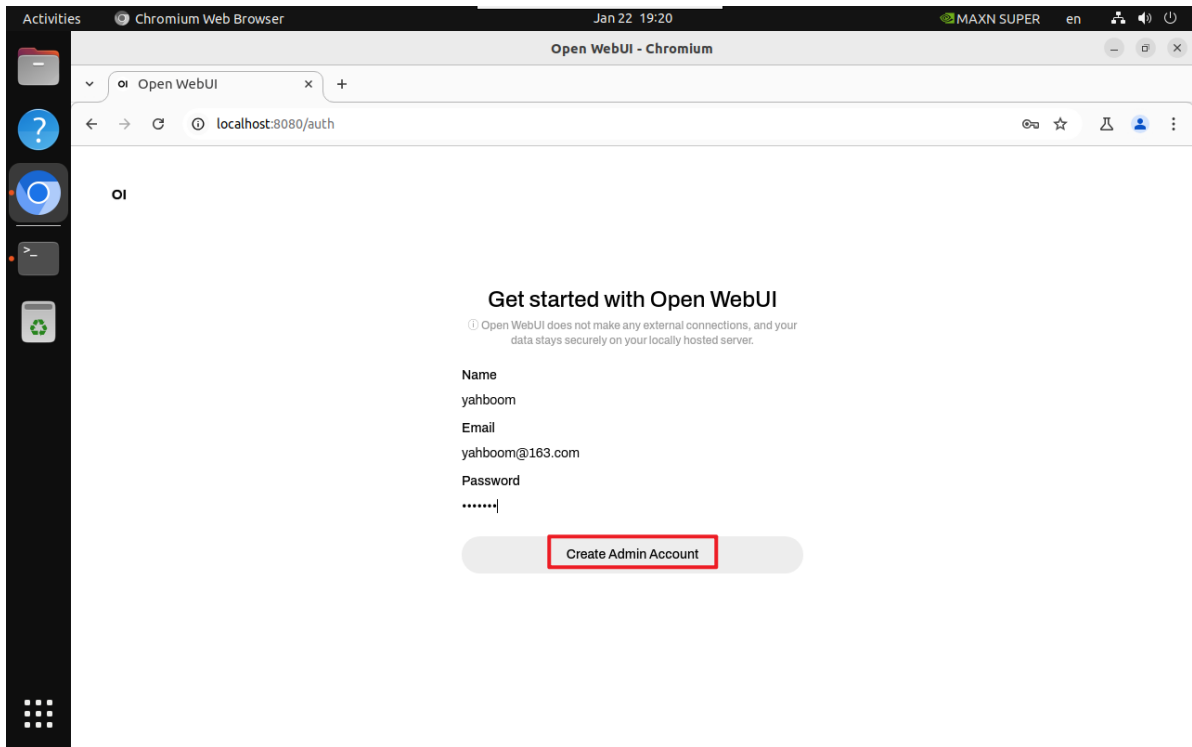 Activities Chromium Web Browser Jan 22 19:20 MAXN SUPER en
Open WebUI - Chromium
OI Open WebUI
localhost:8080/auth
OI
Get started with Open WebUI
ⓘ Open WebUI does not make any external connections, and your
data stays securely on your locally hosted server.
Name
yahboom
Email
yahboom@163.com
Password
•••••••
Create Admin Account